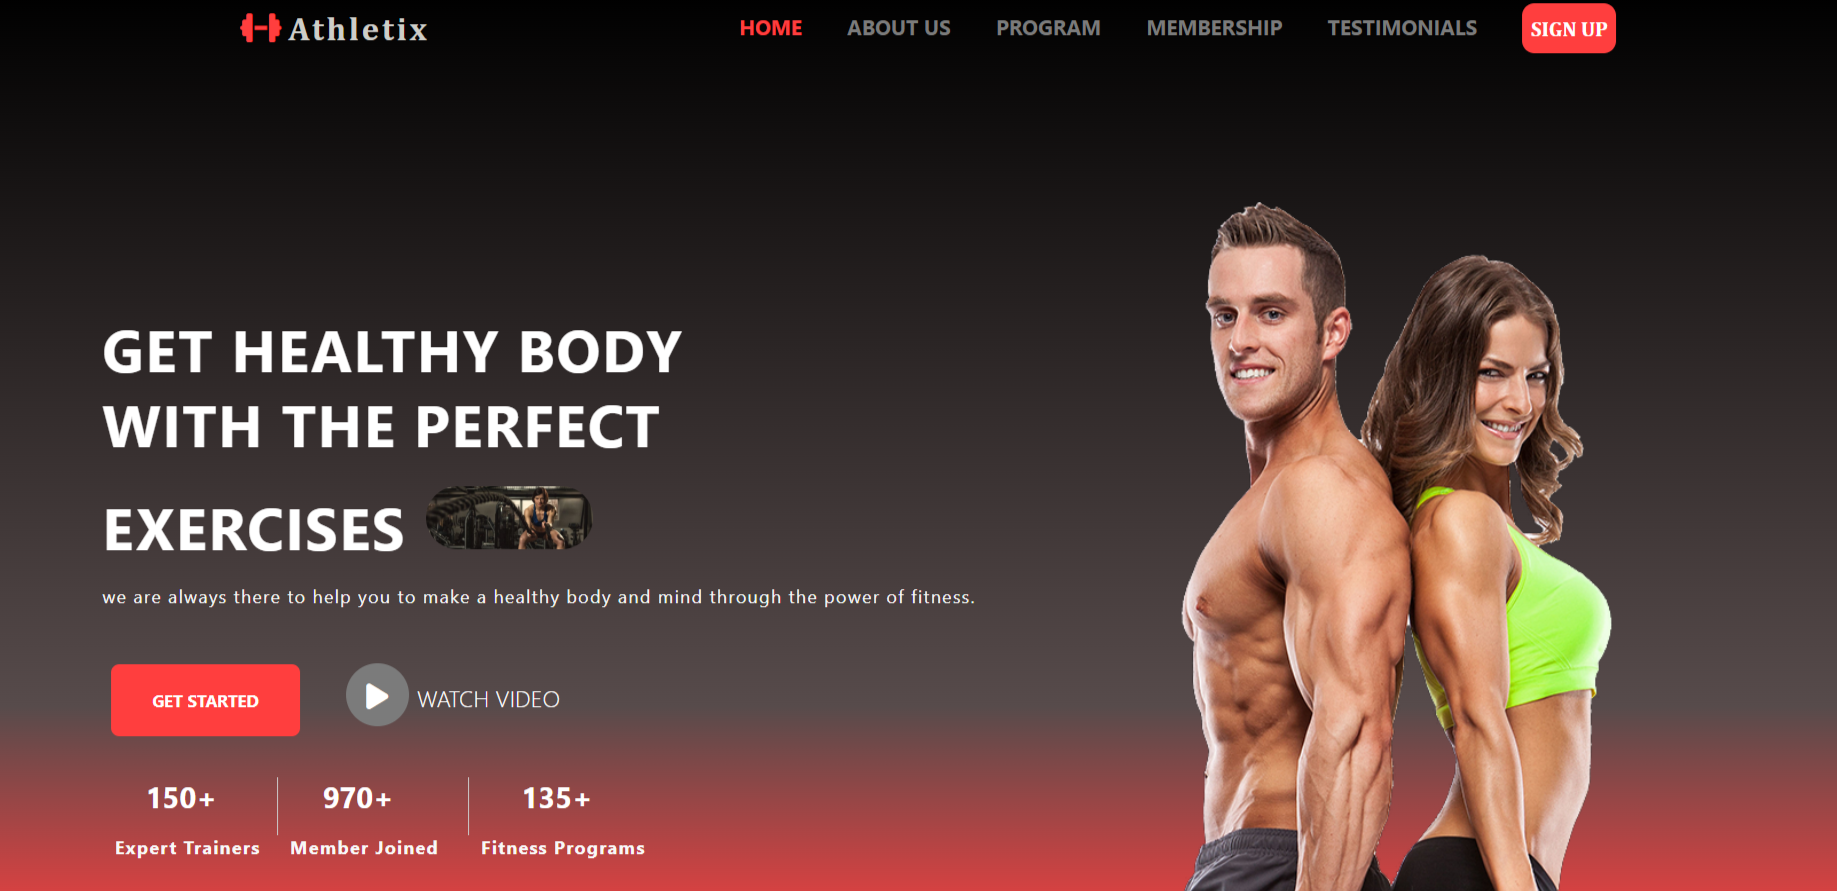 Athletix
HOME ABOUT US PROGRAM MEMBERSHIP TESTIMONIALS SIGN UP
GET HEALTHY BODY
WITH THE PERFECT
EXERCISES
we are always there to help you to make a healthy body and mind through the power of fitness.
GET STARTED WATCH VIDEO
150+ 970+ 135+
Expert Trainers Member Joined Fitness Programs